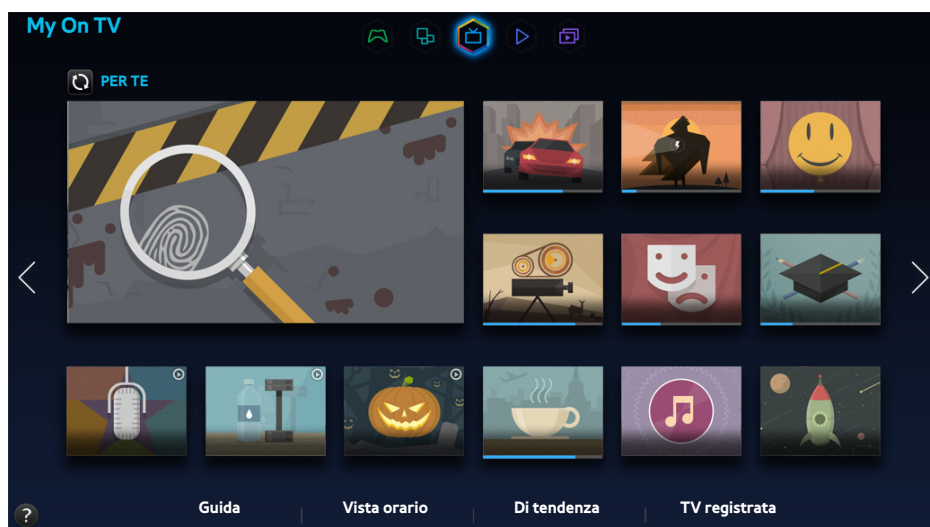 My On TV
PER TE
Guida
Vista orario
Di tendenza
TV registrata
?